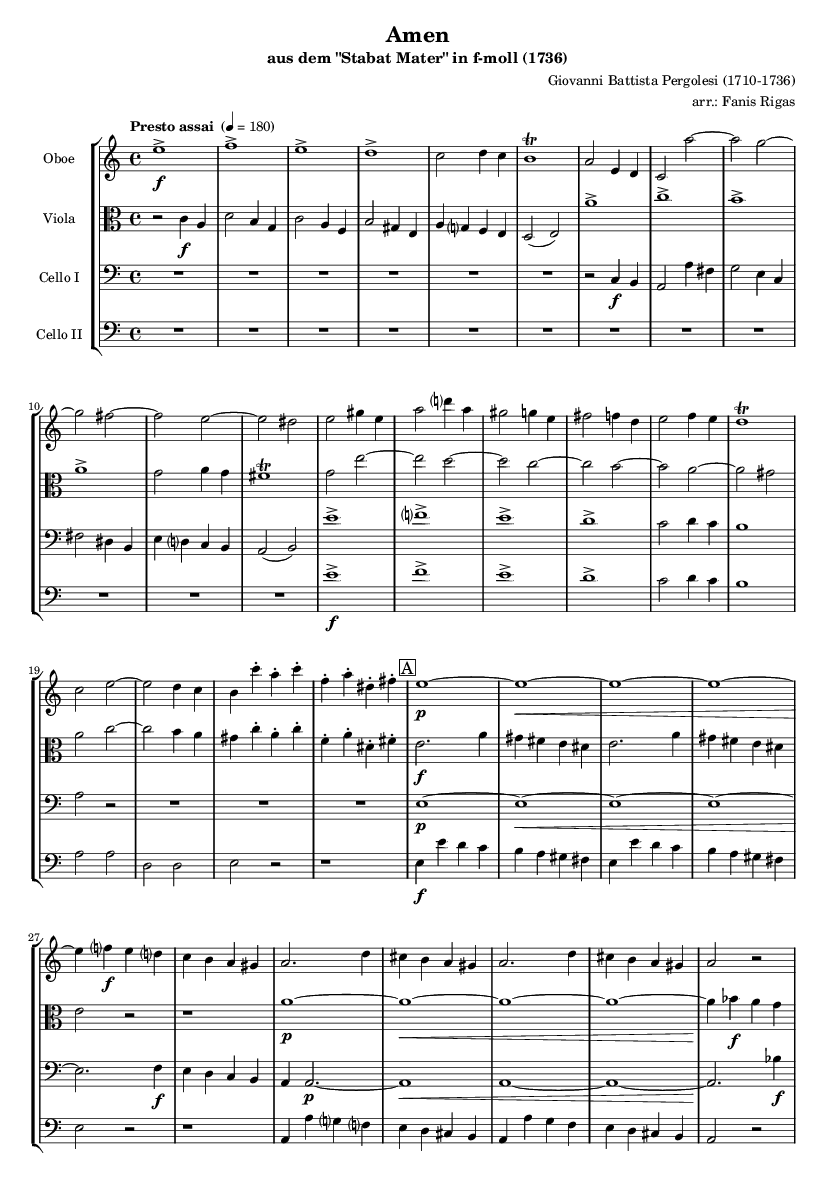 Amen
aus dem "Stabat Mater" in f-moll (1736)
Giovanni Battista Pergolesi (1710-1736)
arr.: Fanis Rigas
Presto assai (♩ = 180)
Oboe
f
Viola
f
Cello I
f
Cello II
10
f
19
A
p
f
p
f
27
f
p
f
f
p
f